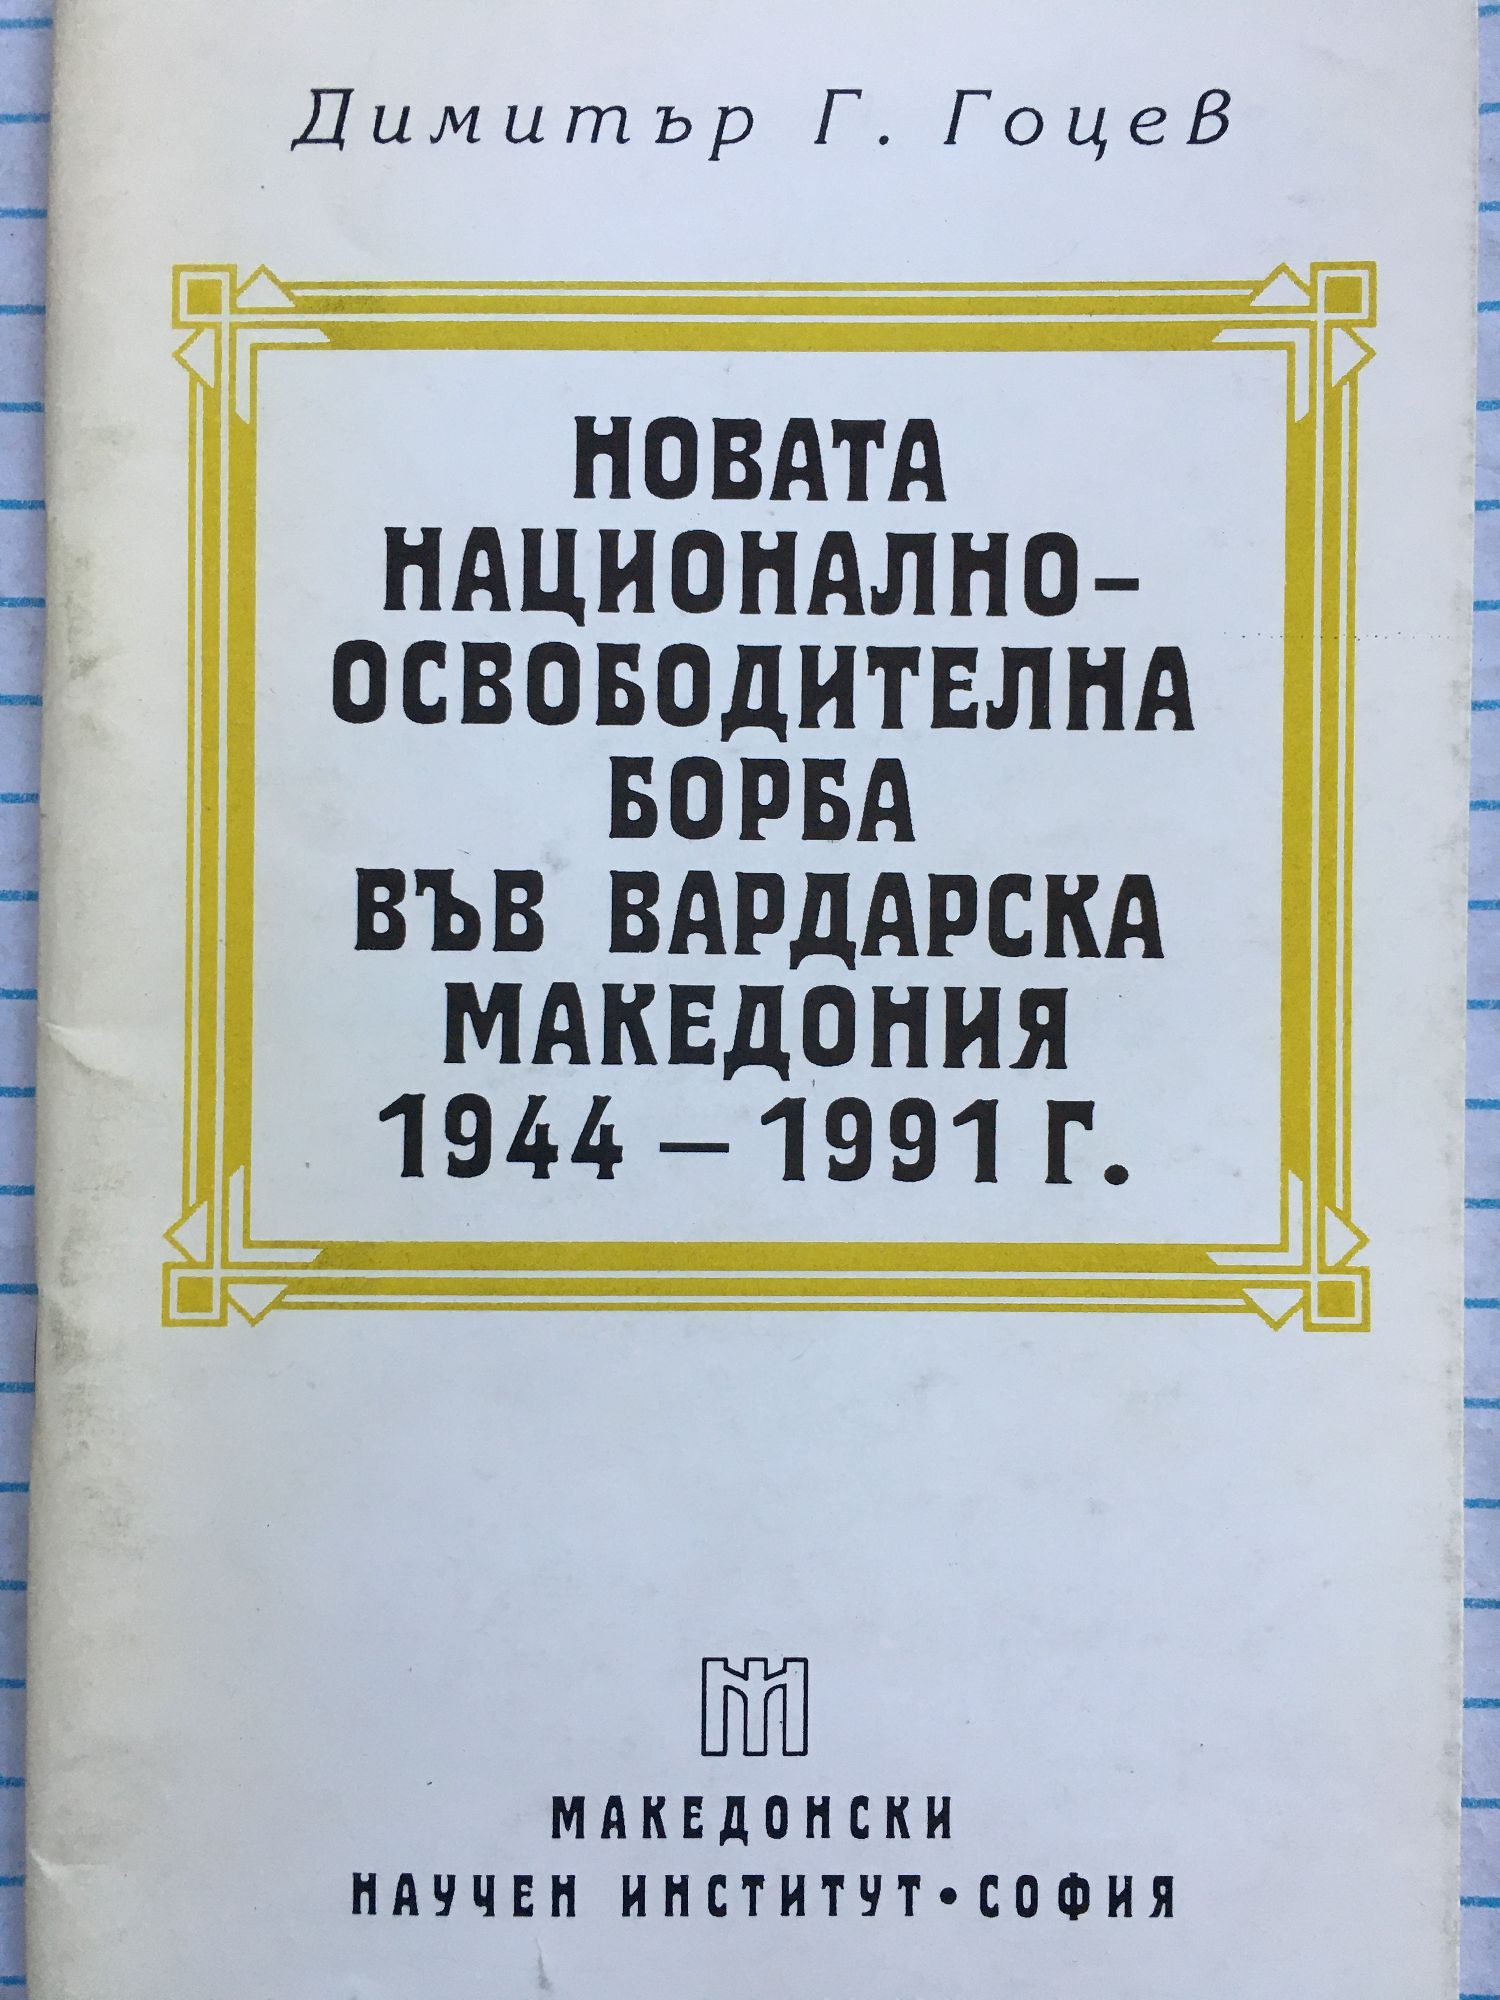 Димитър Г. Гоцев
НОВАТА
НАЦИОНАЛНО-
ОСВОБОДИТЕЛНА
БОРБА
ВЪВ ВАРДАРСКА
МАКЕДОНИЯ
1944 – 1991 Г.
МАКЕДОНСКИ
НАУЧЕН ИНСТИТУТ • СОФИЯ